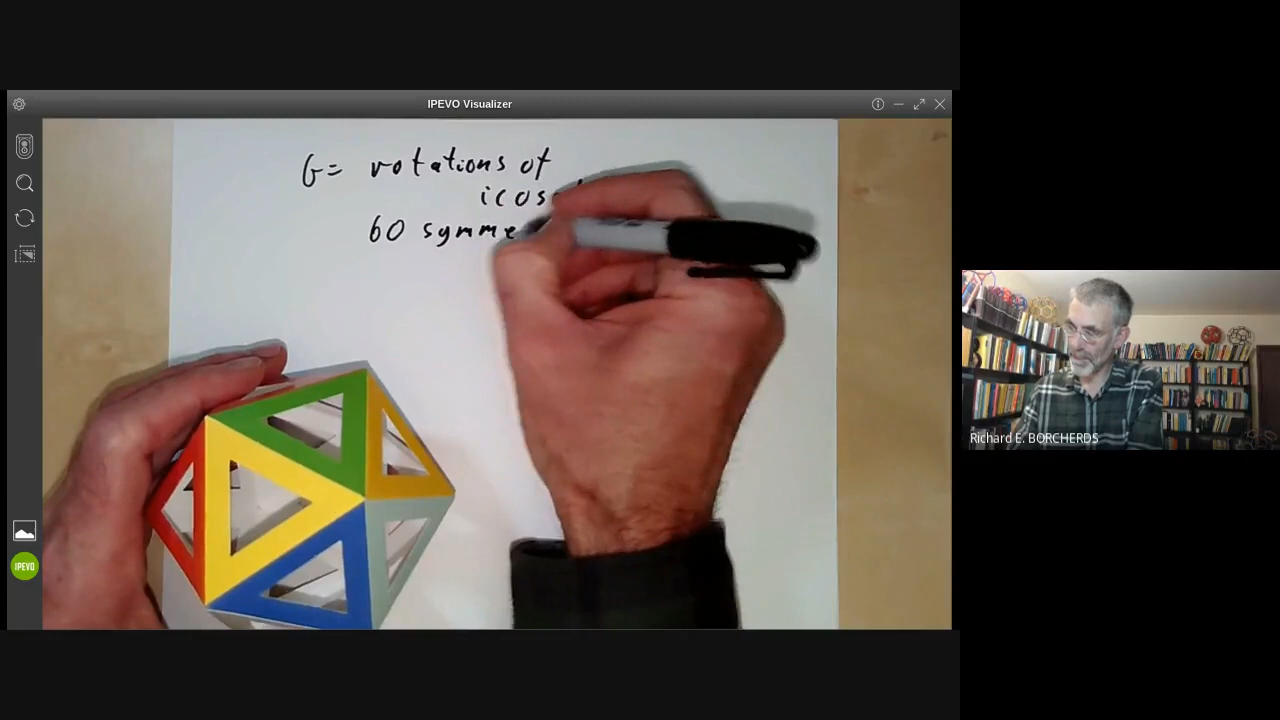 IPEVO Visualizer
G = rotations of
icos
60 symme
IPEVO
Richard E. BORCHERDS